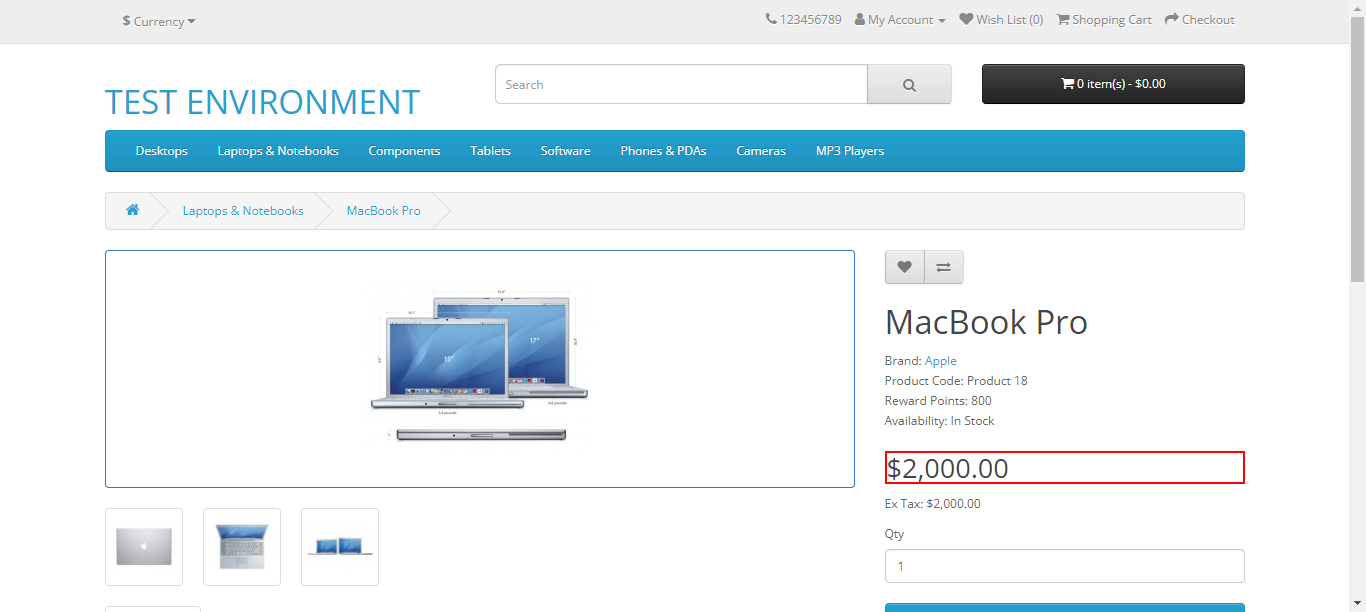 $ Currency
123456789 My Account Wish List (0) Shopping Cart Checkout
TEST ENVIRONMENT
Search
0 item(s) - $0.00
Desktops Laptops & Notebooks Components Tablets Software Phones & PDAs Cameras MP3 Players
Laptops & Notebooks MacBook Pro
15"
17"
MacBook Pro
Brand: Apple
Product Code: Product 18
Reward Points: 800
Availability: In Stock
$2,000.00
Ex Tax: $2,000.00
Qty
1